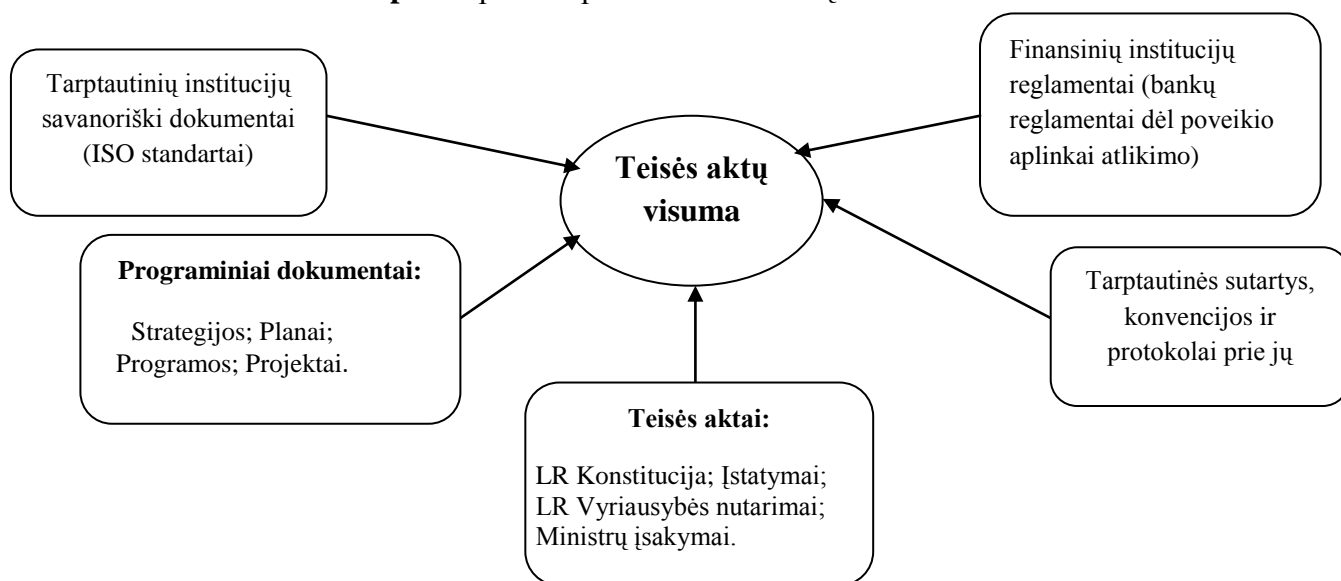 Tarptautinių institucijų
savanoriški dokumentai
(ISO standartai)
Finansinių institucijų
reglamentai (bankų
reglamentai dėl poveikio
aplinkai atlikimo)
Teisės aktų
visuma
Programiniai dokumentai:
Strategijos; Planai;
Programos; Projektai.
Tarptautinės sutartys,
konvencijos ir
protokolai prie jų
Teisės aktai:
LR Konstitucija; Įstatymai;
LR Vyriausybės nutarimai;
Ministrų įsakymai.